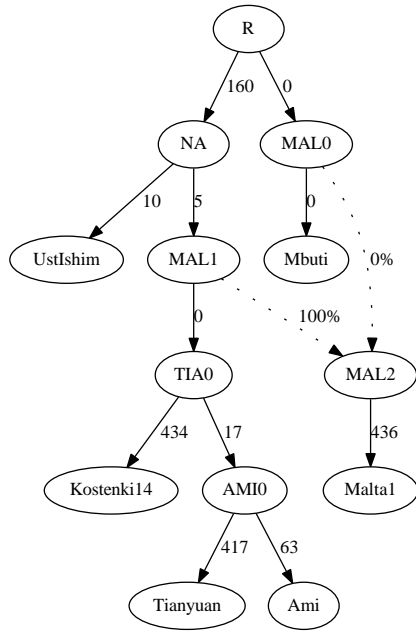 R
160
0
NA
MAL0
10
5
0
0%
UstIshim
MAL1
Mbuti
0
100%
TIA0
MAL2
434
17
436
Kostenki14
AMI0
Malta1
417
63
Tianyuan
Ami